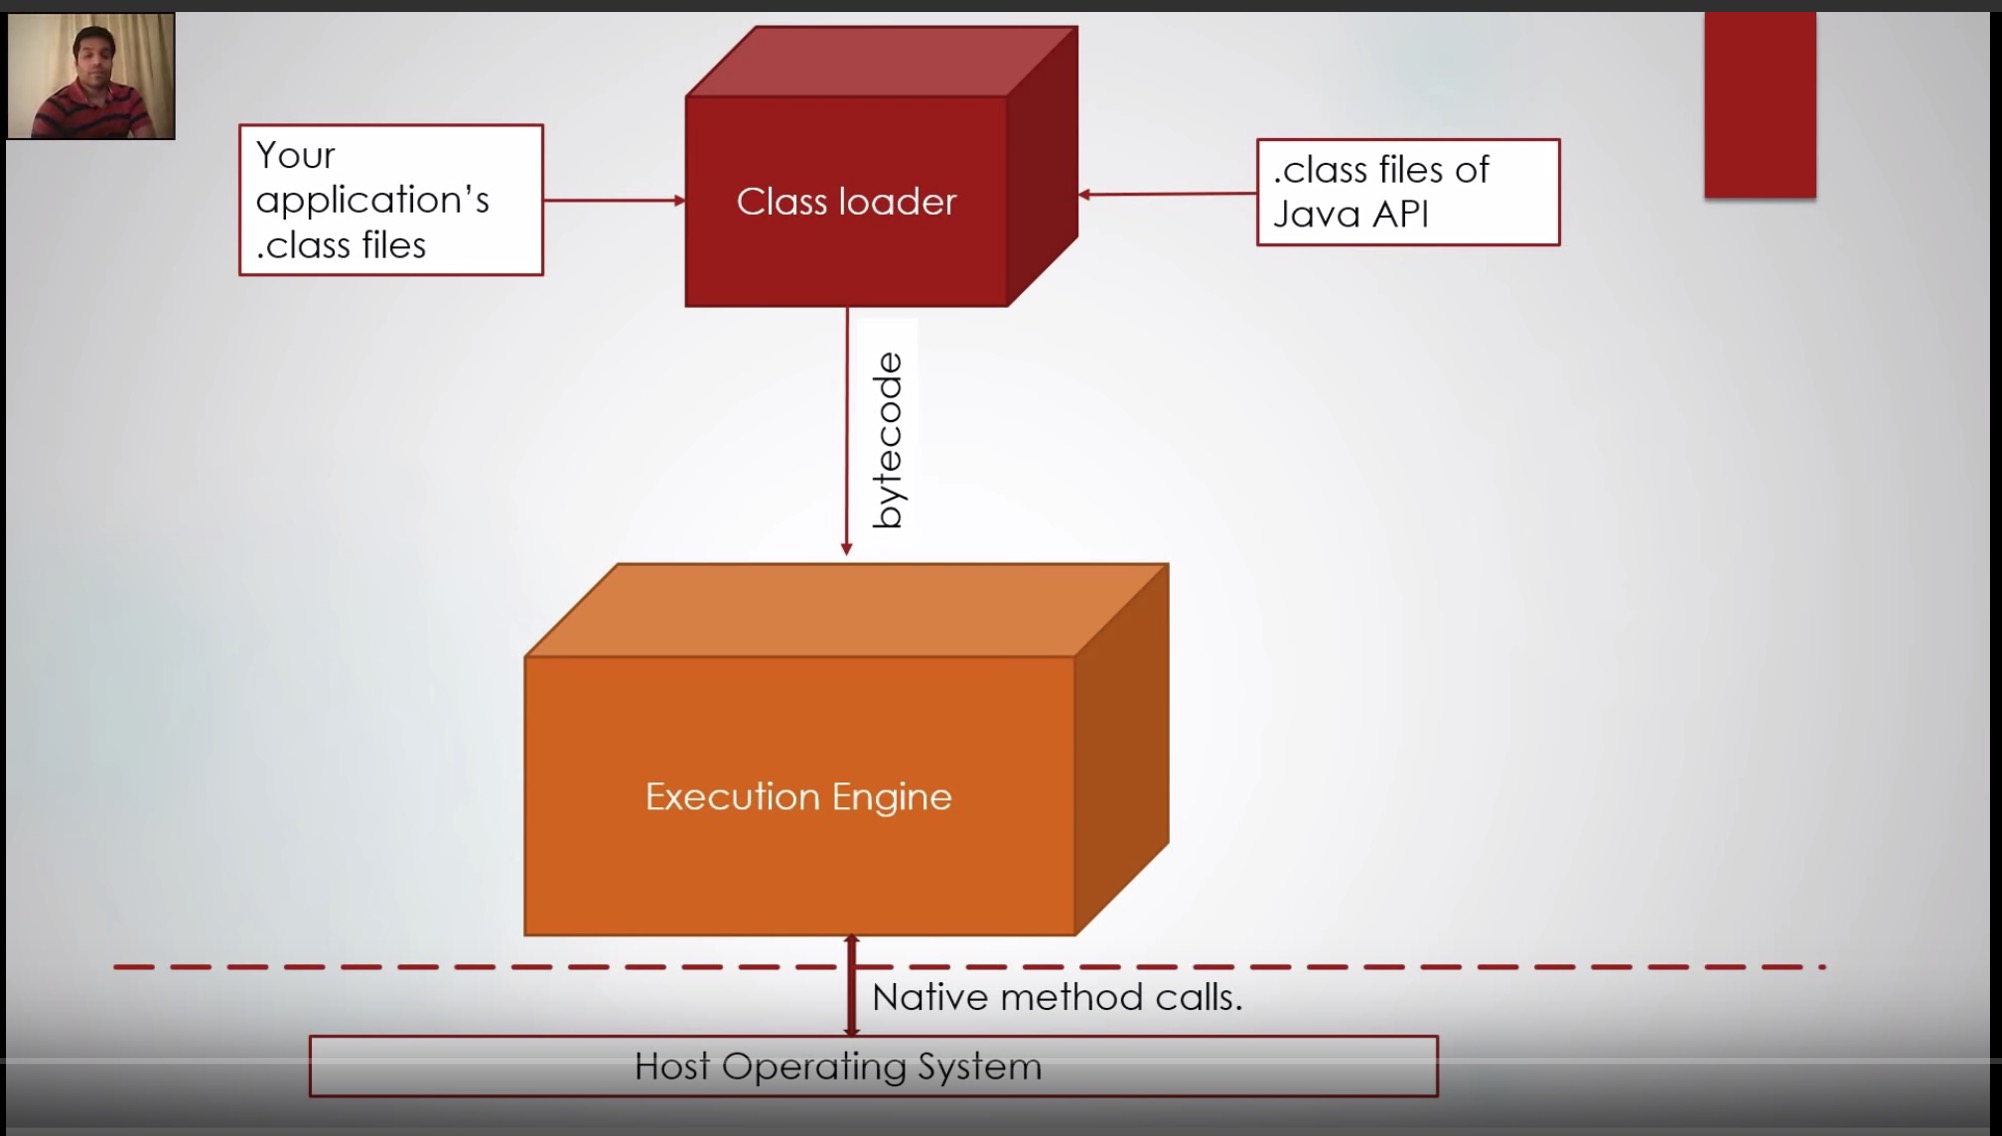 Your
application’s
.class files
Class loader
.class files of
Java API
bytecode
Execution Engine
Native method calls.
Host Operating System